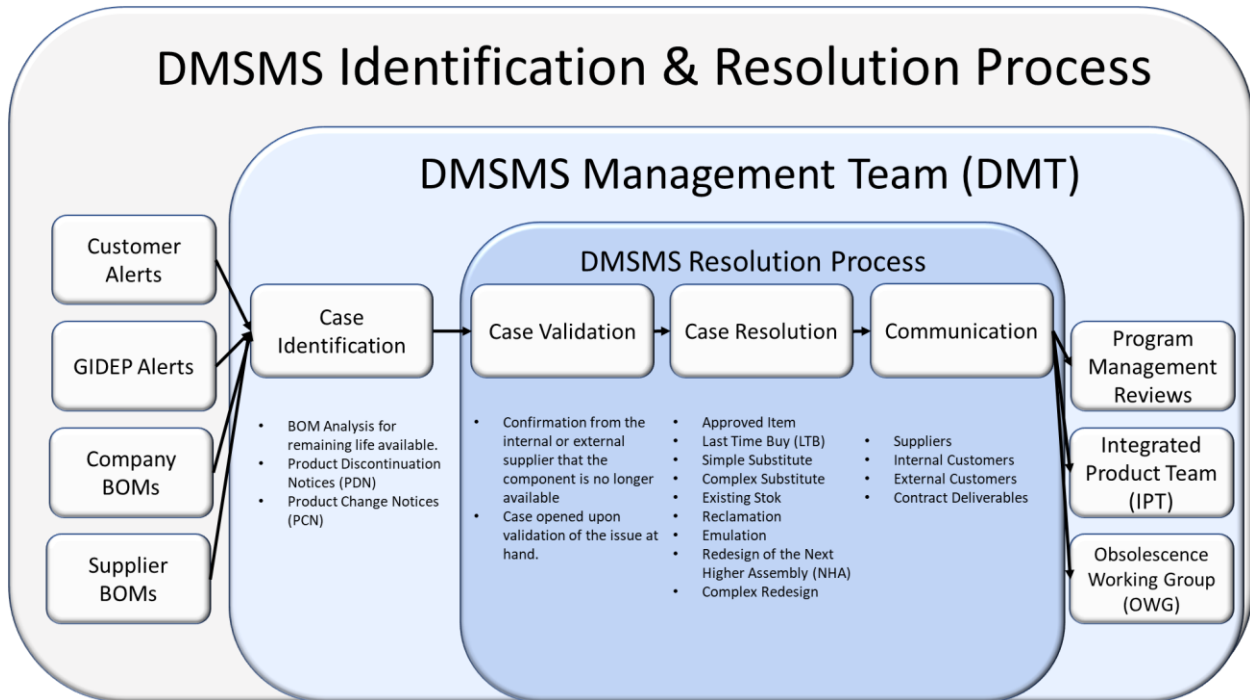 DMSMS Identification & Resolution Process
DMSMS Management Team (DMT)
DMSMS Resolution Process
Customer
Alerts
GIDEP Alerts
Company
BOMs
Supplier
BOMs
Case
Identification
• BOM Analysis for
remaining life available.
• Product Discontinuation
Notices (PDN)
• Product Change Notices
(PCN)
Case Validation
• Confirmation from the
internal or external
supplier that the
component is no longer
available
• Case opened upon
validation of the issue at
hand.
Case Resolution
• Approved Item
• Last Time Buy (LTB)
• Simple Substitute
• Complex Substitute
• Existing Stok
• Reclamation
• Emulation
• Redesign of the Next
Higher Assembly (NHA)
• Complex Redesign
Communication
• Suppliers
• Internal Customers
• External Customers
• Contract Deliverables
Program
Management
Reviews
Integrated
Product Team
(IPT)
Obsolescence
Working Group
(OWG)